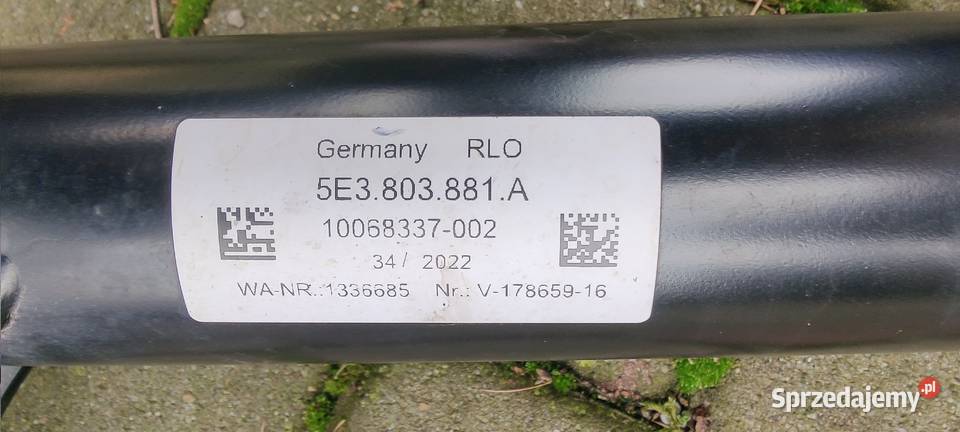 Germany RLO
5E3.803.881.A
10068337-002
34/ 2022
WA-NR.:1336685 Nr.: V-178659-16
Sprzedajemy.pl